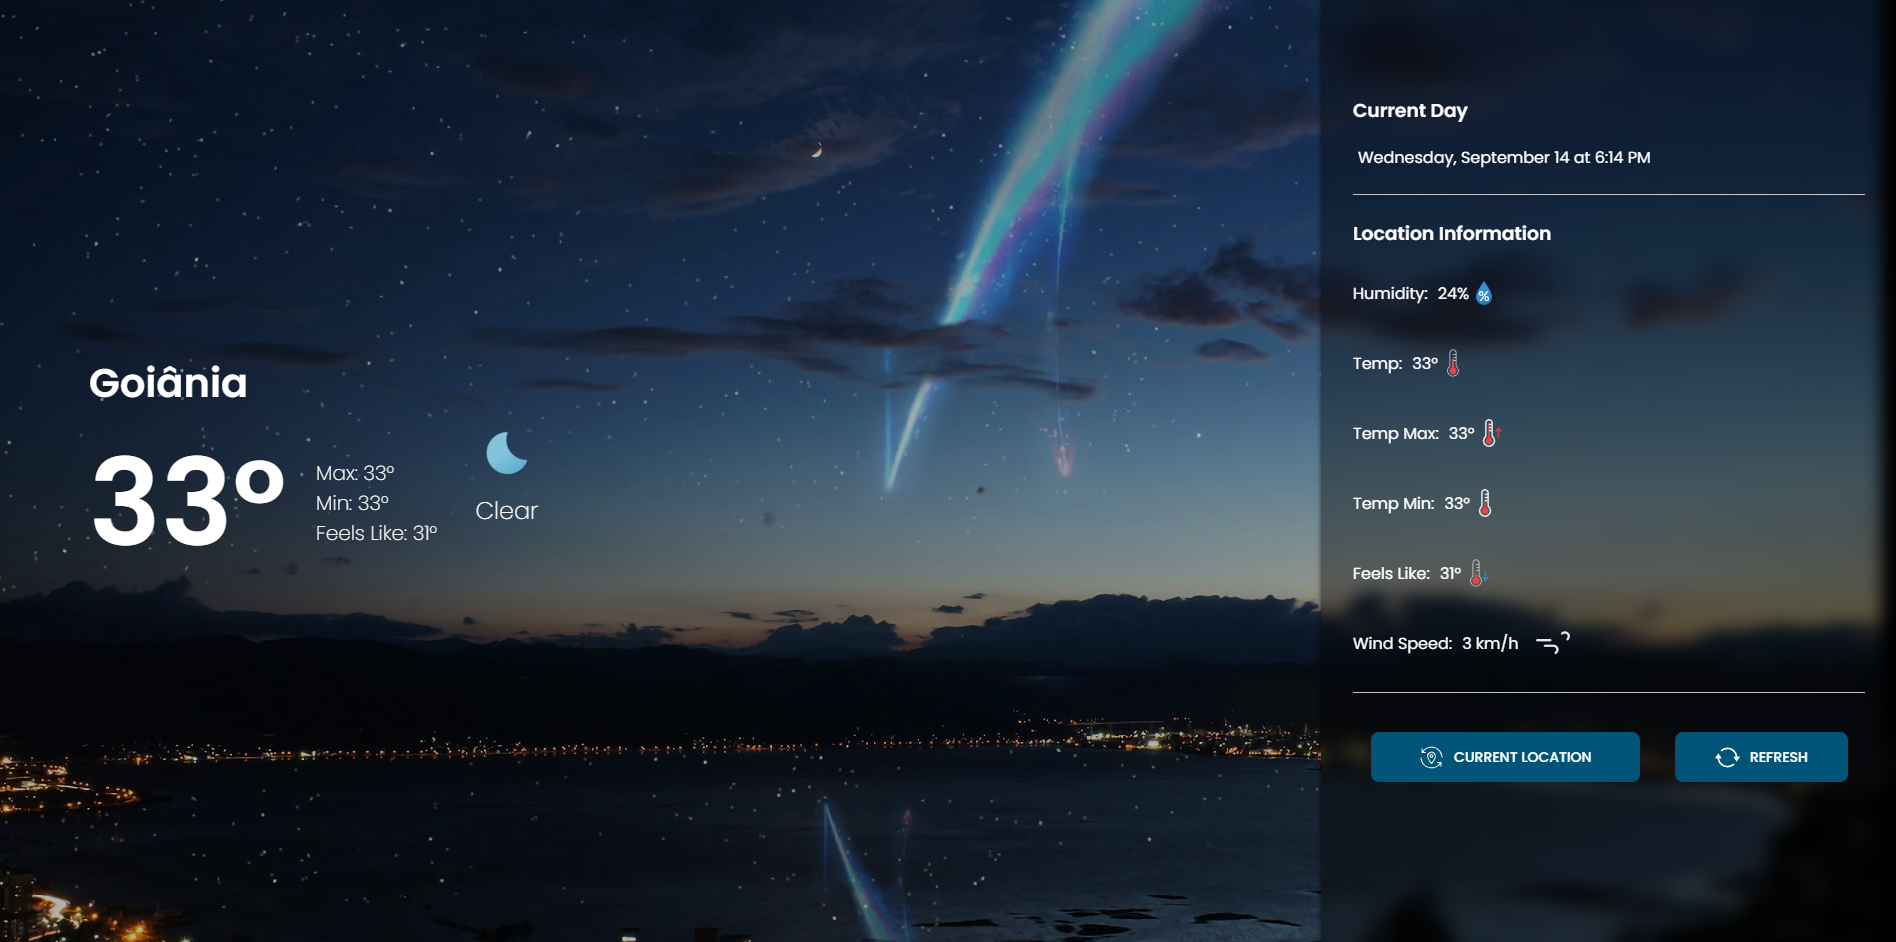 Goiânia
33°
Max: 33°
Min: 33°
Feels Like: 31°
Clear
Current Day
Wednesday, September 14 at 6:14 PM
Location Information
Humidity: 24%
Temp: 33°
Temp Max: 33°
Temp Min: 33°
Feels Like: 31°
Wind Speed: 3 km/h
CURRENT LOCATION
REFRESH